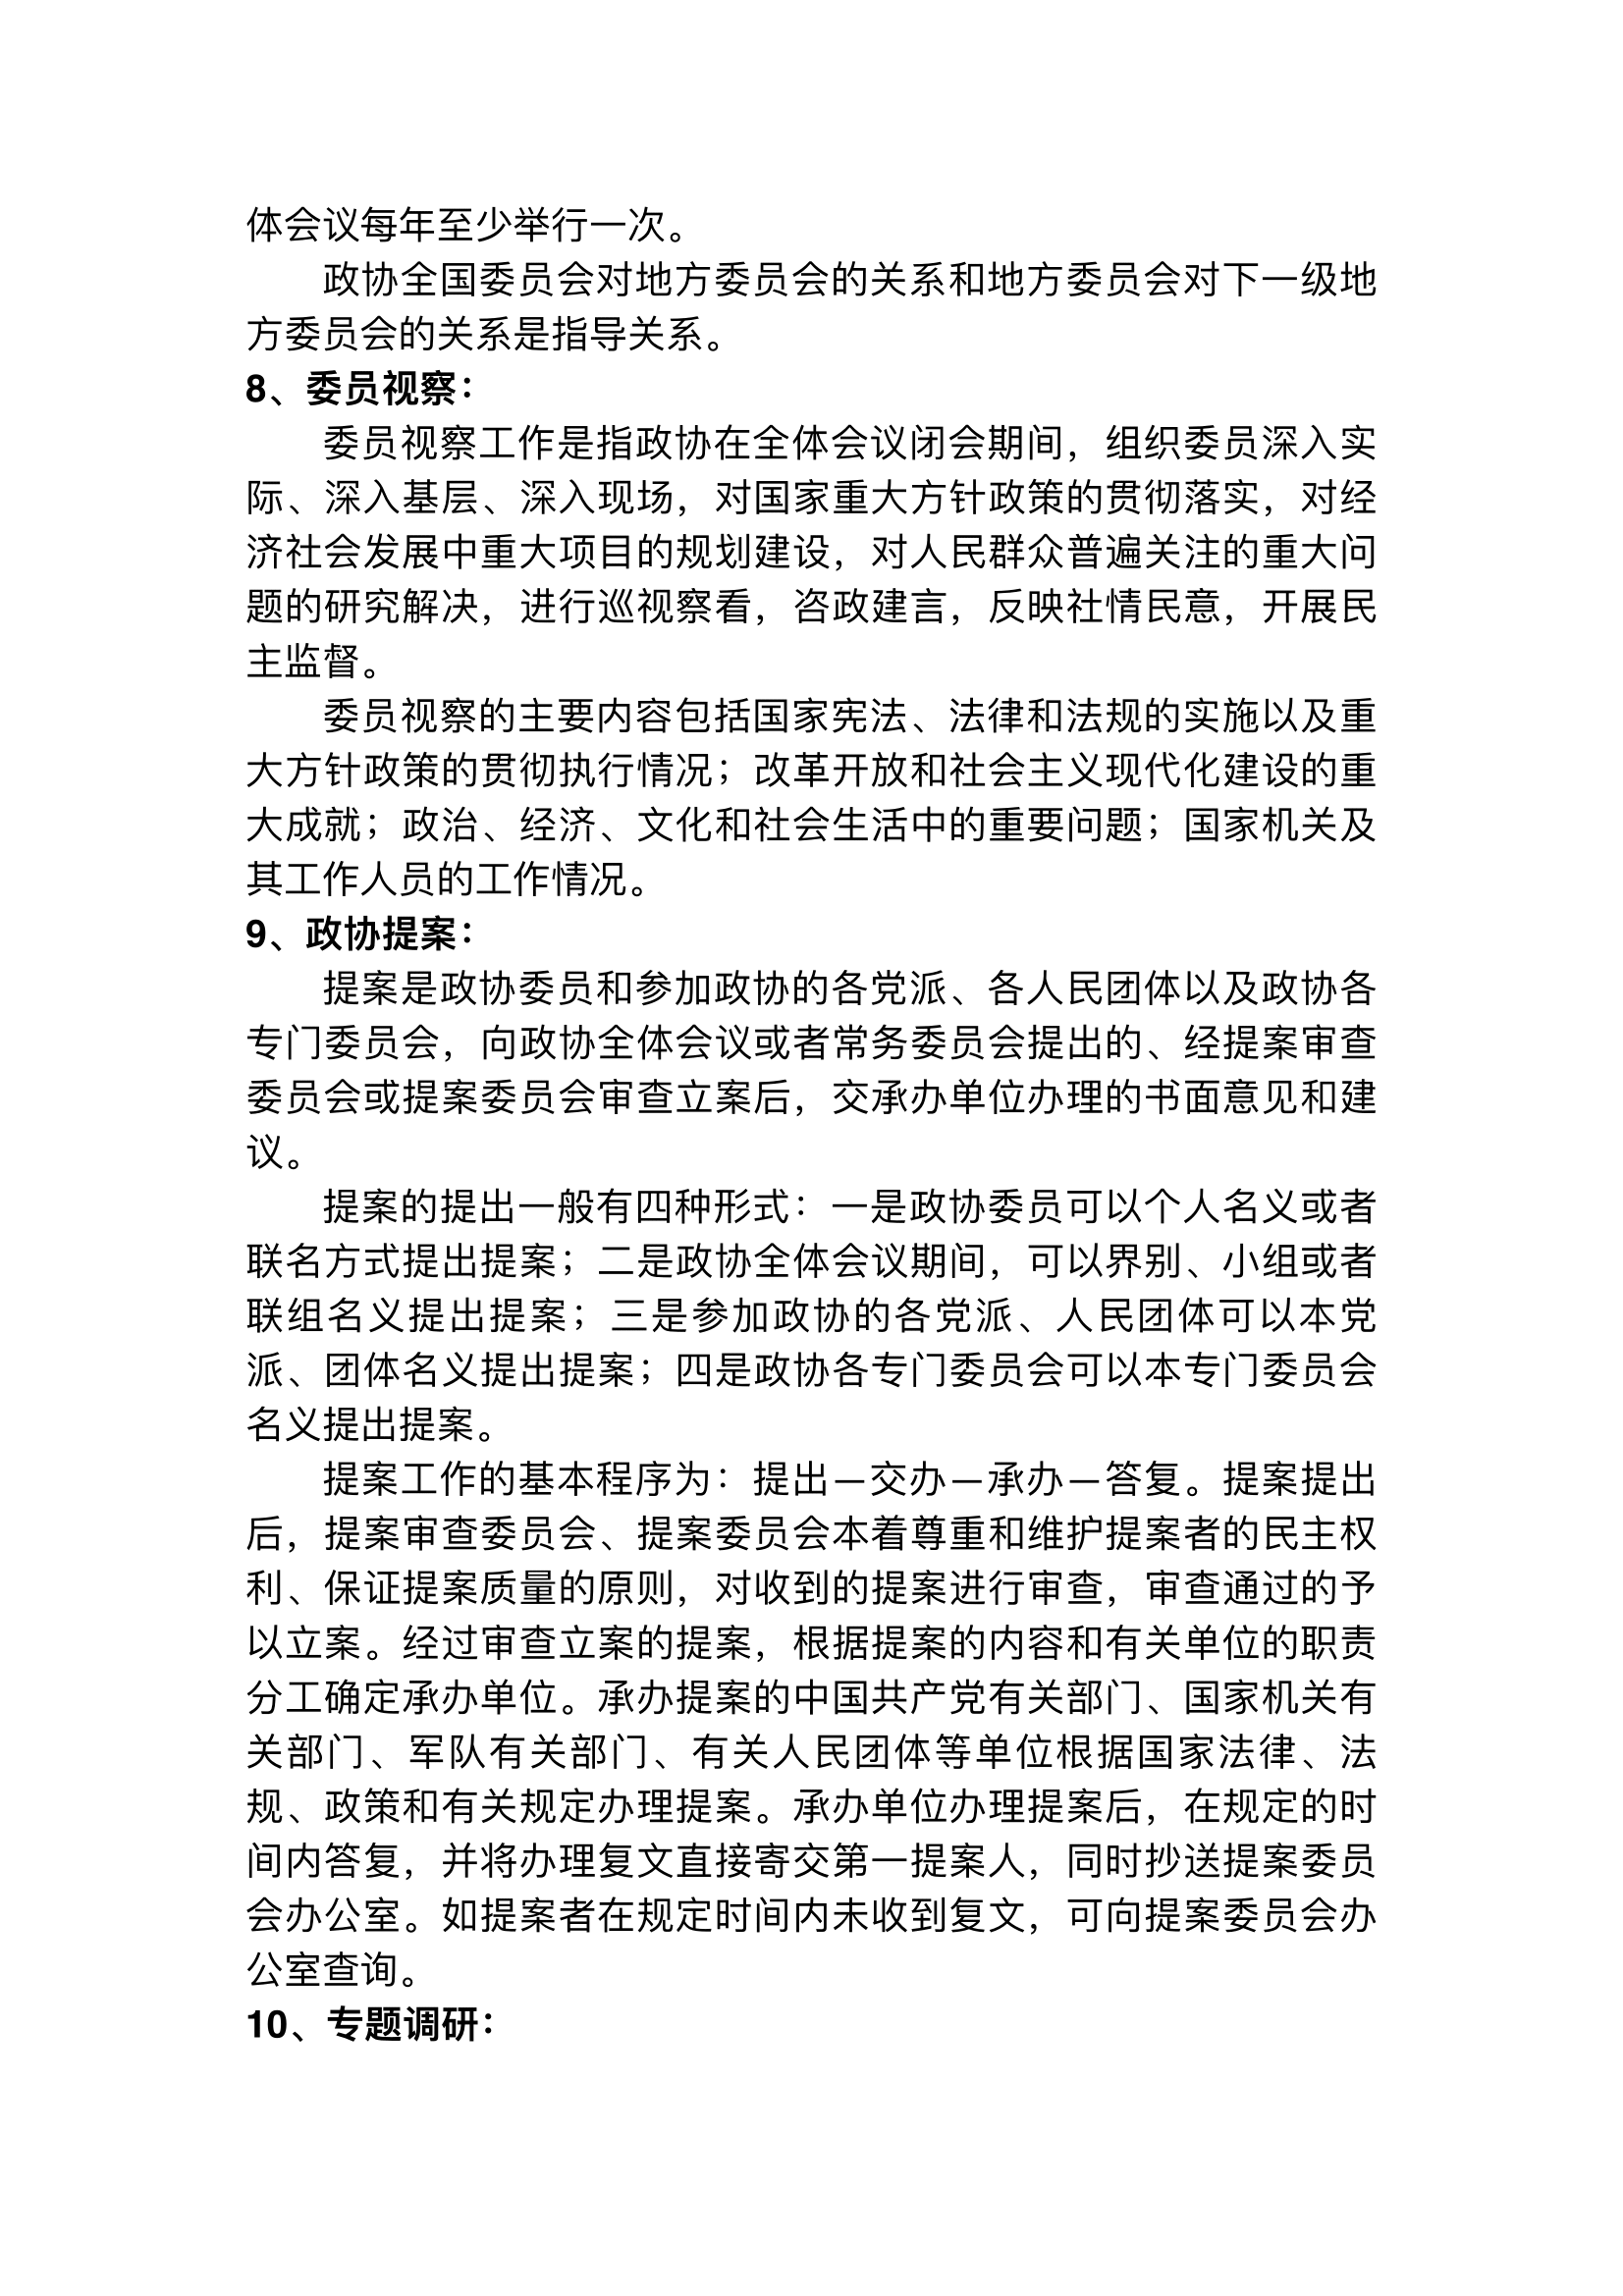 体会议每年至少举行一次。
政协全国委员会对地方委员会的关系和地方委员会对下一级地
方委员会的关系是指导关系。
8、委员视察：
委员视察工作是指政协在全体会议闭会期间，组织委员深入实
际、深入基层、深入现场，对国家重大方针政策的贯彻落实，对经
济社会发展中重大项目的规划建设，对人民群众普遍关注的重大问
题的研究解决，进行巡视察看，咨政建言，反映社情民意，开展民
主监督。
委员视察的主要内容包括国家宪法、法律和法规的实施以及重
大方针政策的贯彻执行情况；改革开放和社会主义现代化建设的重
大成就；政治、经济、文化和社会生活中的重要问题；国家机关及
其工作人员的工作情况。
9、政协提案：
提案是政协委员和参加政协的各党派、各人民团体以及政协各
专门委员会，向政协全体会议或者常务委员会提出的、经提案审查
委员会或提案委员会审查立案后，交承办单位办理的书面意见和建
议。
提案的提出一般有四种形式：一是政协委员可以个人名义或者
联名方式提出提案；二是政协全体会议期间，可以界别、小组或者
联组名义提出提案；三是参加政协的各党派、人民团体可以本党
派、团体名义提出提案；四是政协各专门委员会可以本专门委员会
名义提出提案。
提案工作的基本程序为：提出—交办—承办—答复。提案提出
后，提案审查委员会、提案委员会本着尊重和维护提案者的民主权
利、保证提案质量的原则，对收到的提案进行审查，审查通过的予
以立案。经过审查立案的提案，根据提案的内容和有关单位的职责
分工确定承办单位。承办提案的中国共产党有关部门、国家机关有
关部门、军队有关部门、有关人民团体等单位根据国家法律、法
规、政策和有关规定办理提案。承办单位办理提案后，在规定的时
间内答复，并将办理复文直接寄交第一提案人，同时抄送提案委员
会办公室。如提案者在规定时间内未收到复文，可向提案委员会办
公室查询。
10、专题调研：